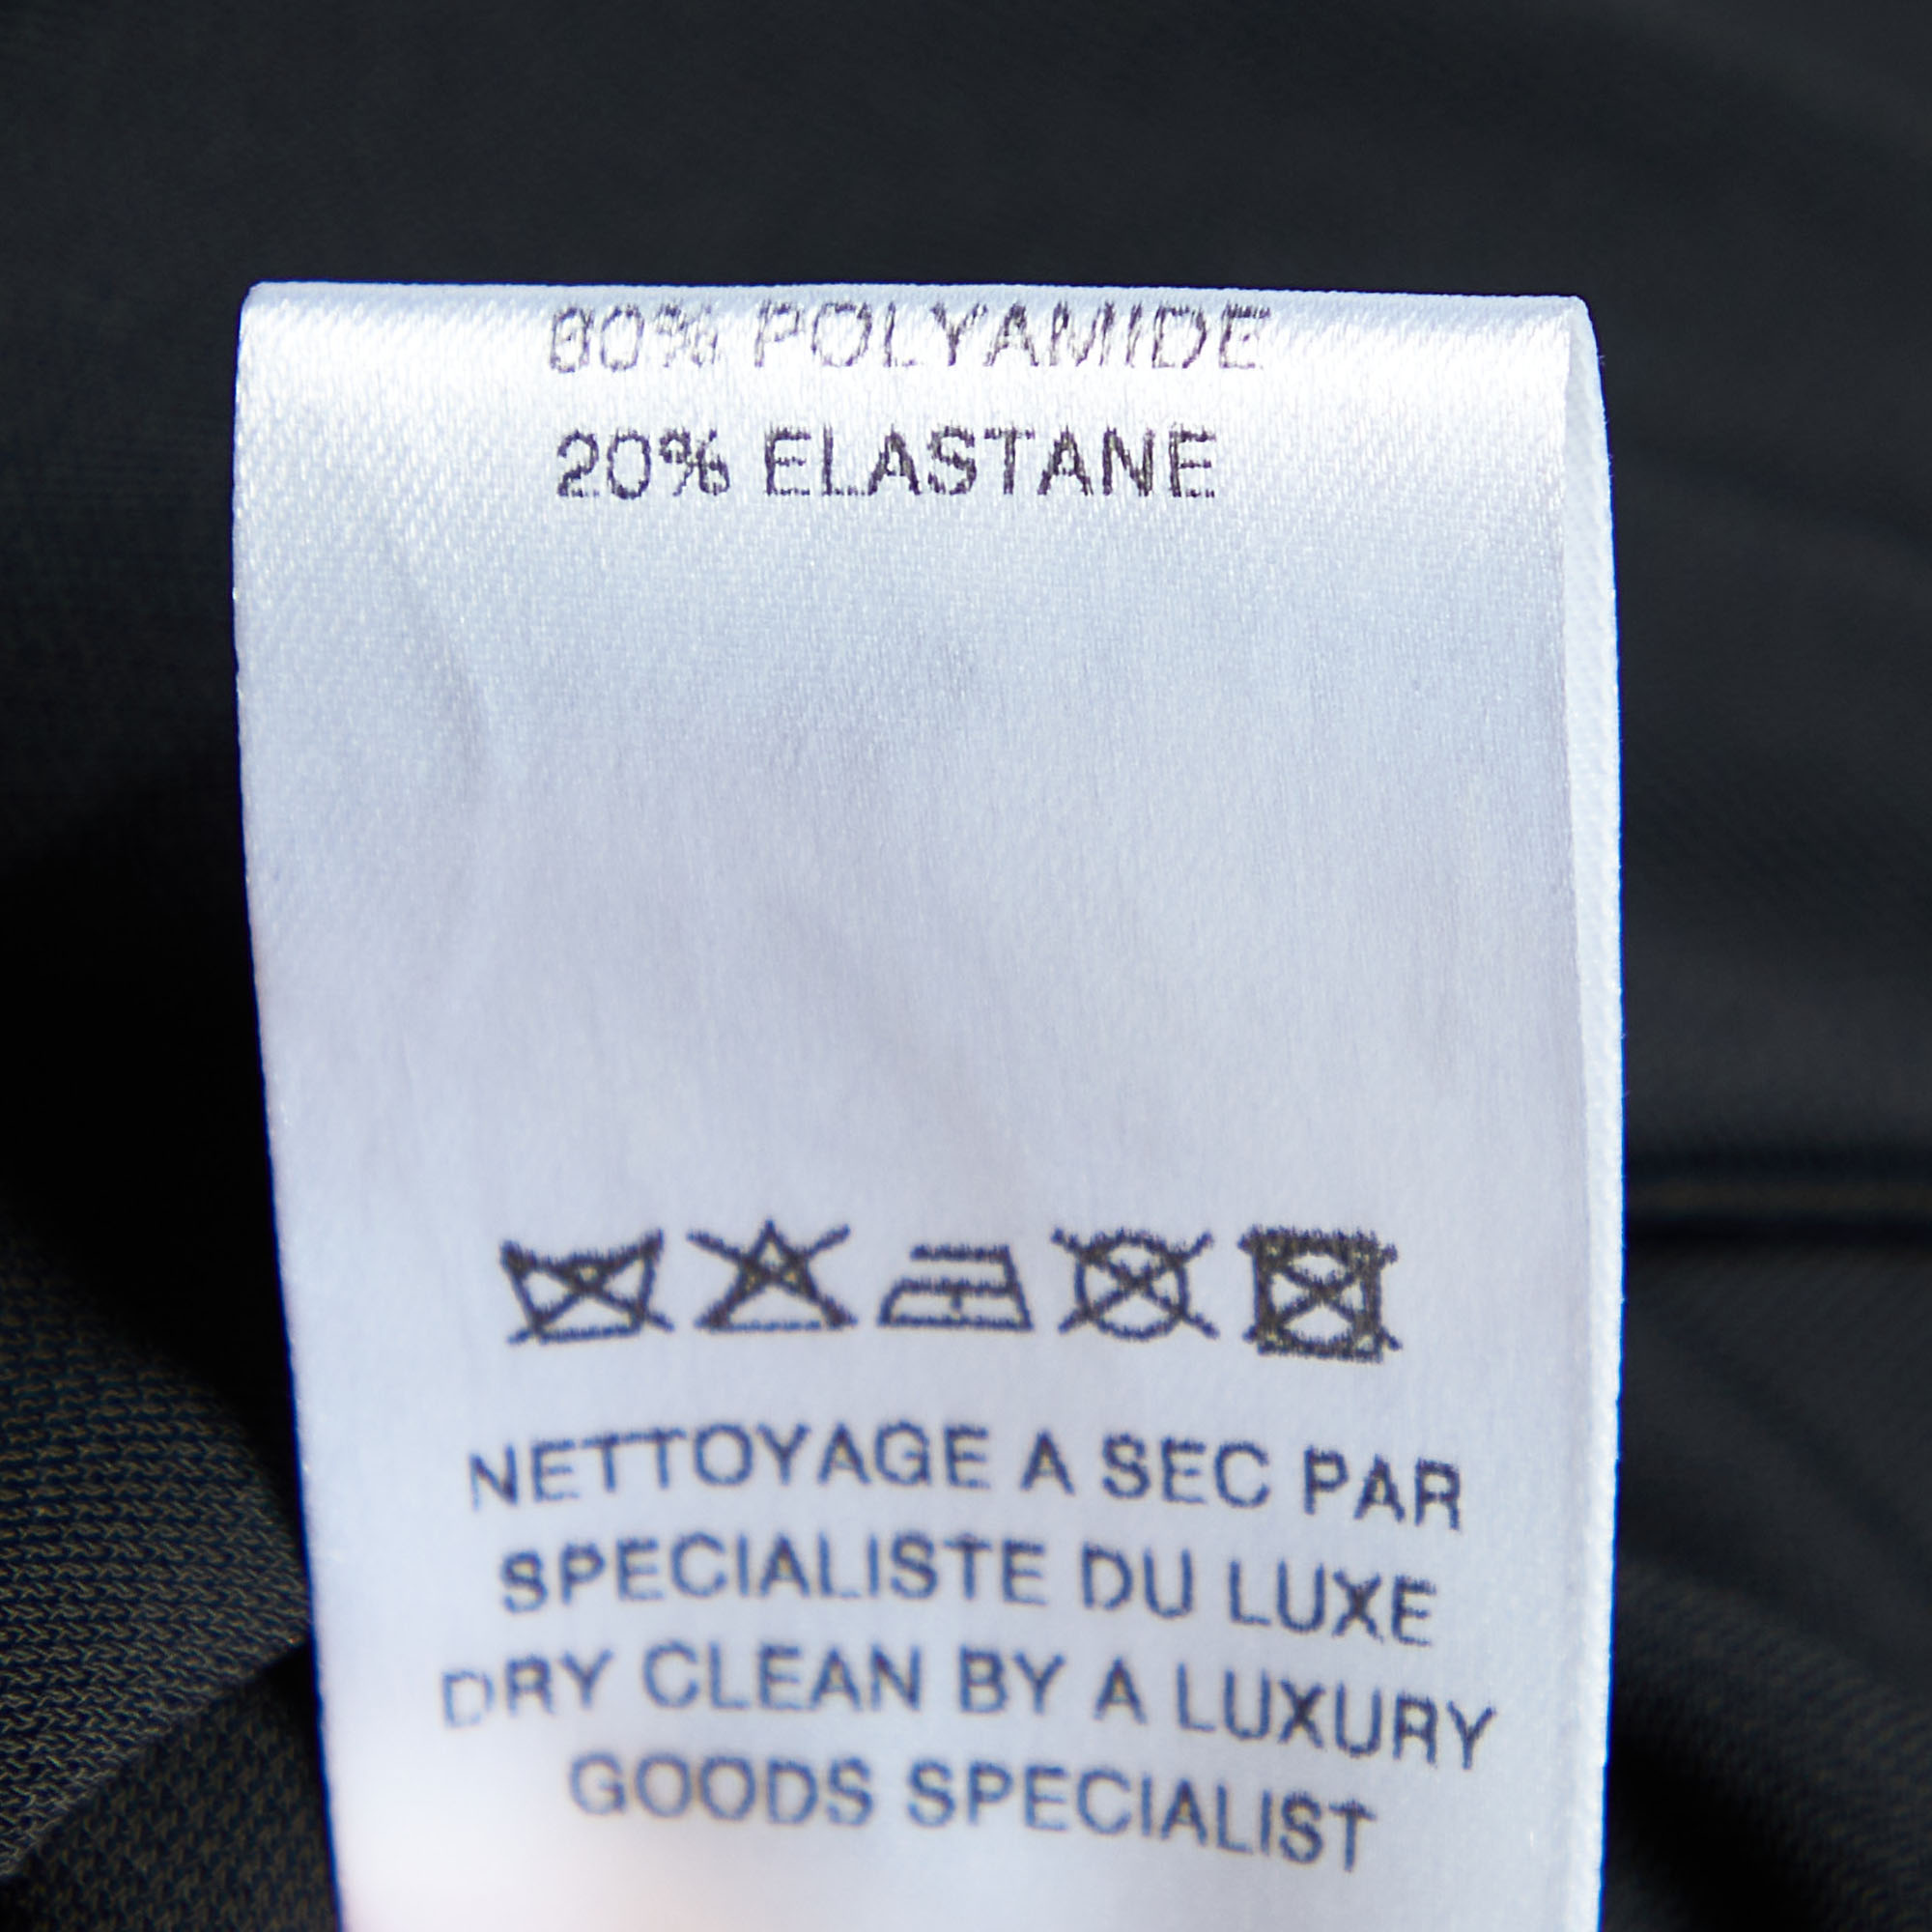 80% POLYAMIDE
20% ELASTANE
NETTOYAGE A SEC PAR
SPECIALISTE DU LUXE
DRY CLEAN BY A LUXURY
GOODS SPECIALIST